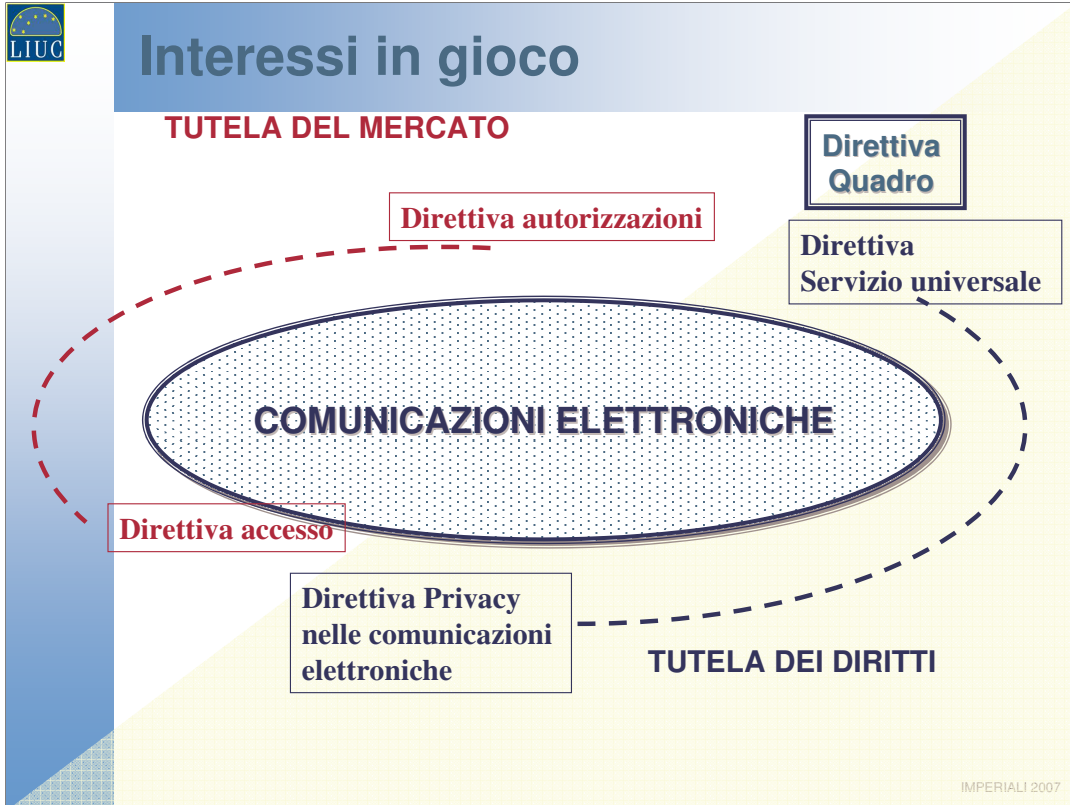 LIUC
Interessi in gioco
TUTELA DEL MERCATO
Direttiva
Quadro
Direttiva autorizzazioni
Direttiva
Servizio universale
COMUNICAZIONI ELETTRONICHE
Direttiva accesso
Direttiva Privacy
nelle comunicazioni
elettroniche
TUTELA DEI DIRITTI
IMPERIALI 2007